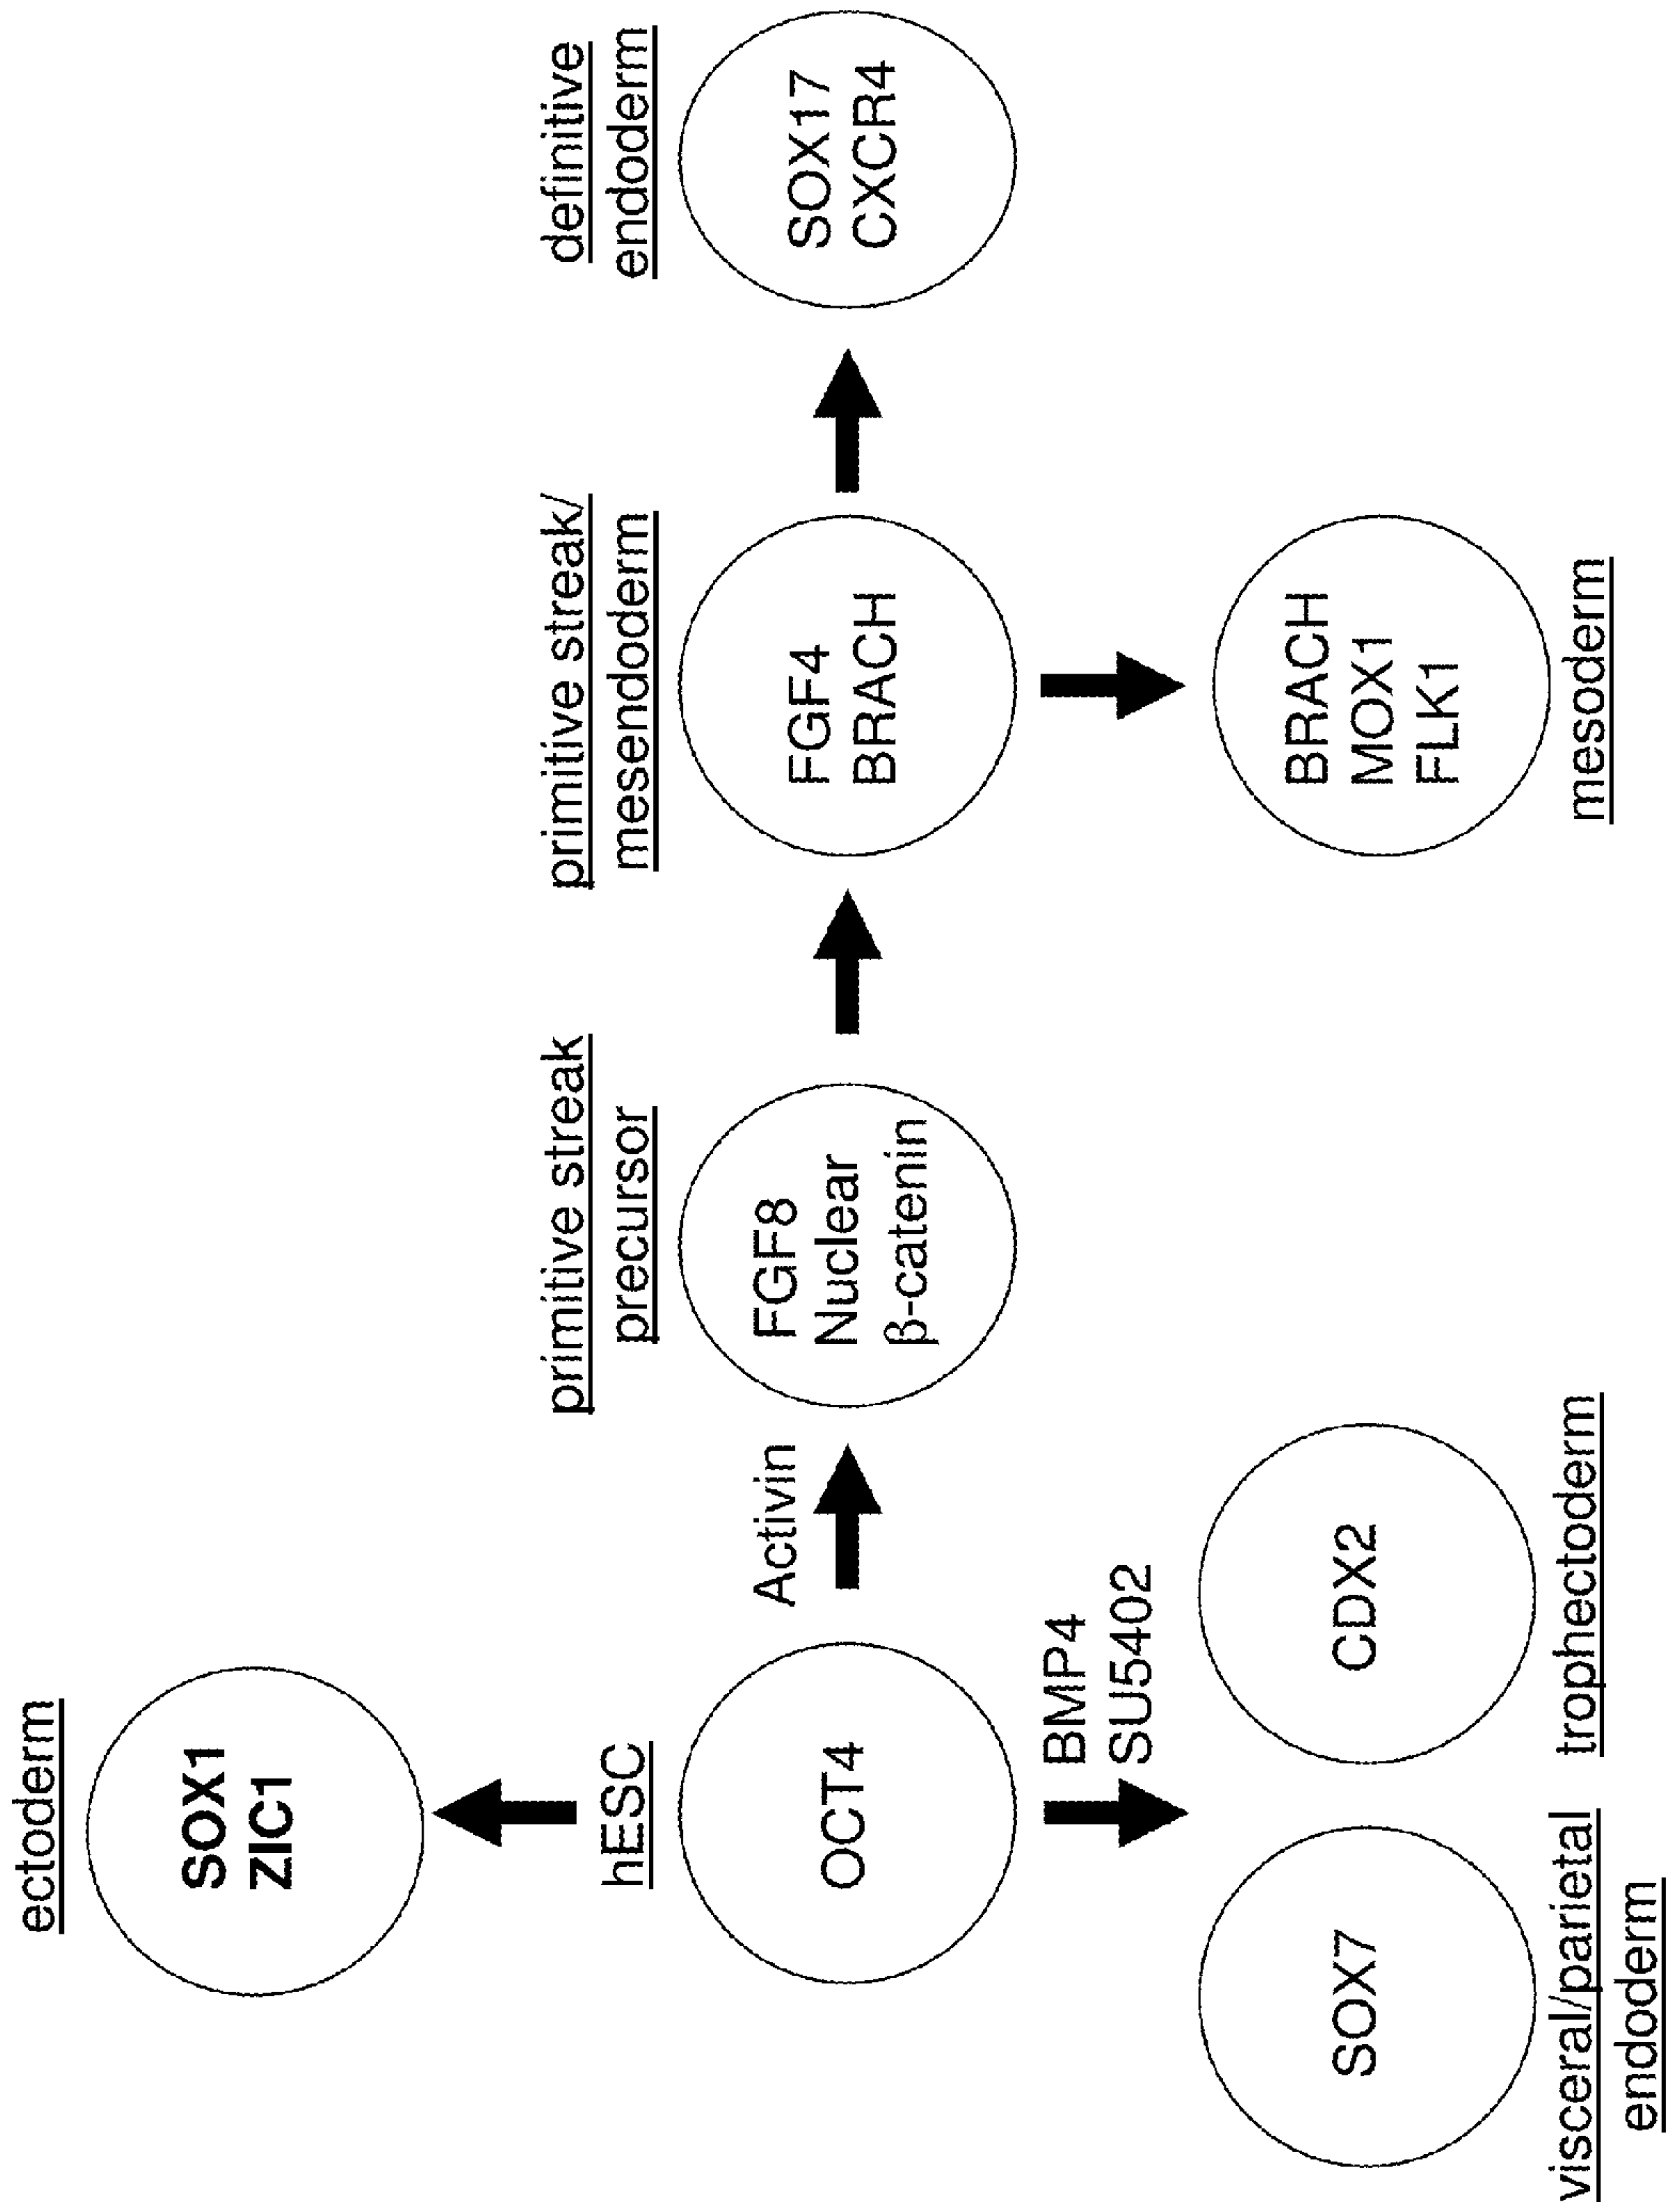 ectoderm
SOX1
ZIC1
hESC
OCT4
Activin
primitive streak
precursor
FGF8
Nuclear
β-catenin
primitive streak/
mesendoderm
FGF4
BRACH
definitive
endoderm
SOX17
CXCR4
BMP4
SU5402
SOX7
visceral/parietal
endoderm
CDX2
trophectoderm
BRACH
MOX1
FLK1
mesoderm